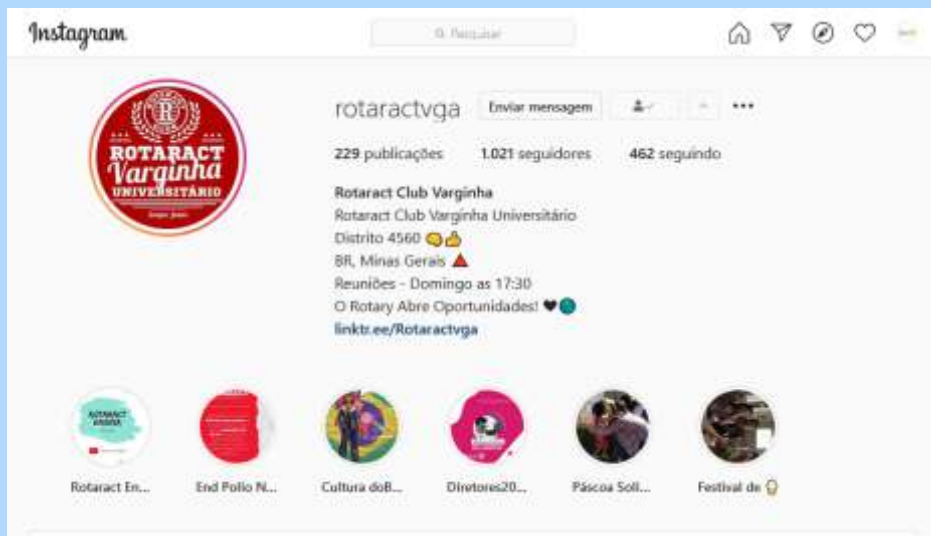 Instagram
Pesquisar
rotaractvga Enviar mensagem
229 publicações 1.021 seguidores 462 seguindo
ROTARACT
Varginha
UNIVERSITÁRIO
Rotaract Club Varginha
Rotaract Club Varginha Universitário
Distrito 4560
BR, Minas Gerais
Reuniões - Domingo as 17:30
O Rotary Abre Oportunidades!
linktr.ee/Rotaractvga
Rotaract En... End Polio N... Cultura doB... Diretores20... Páscoa Soli... Festival de